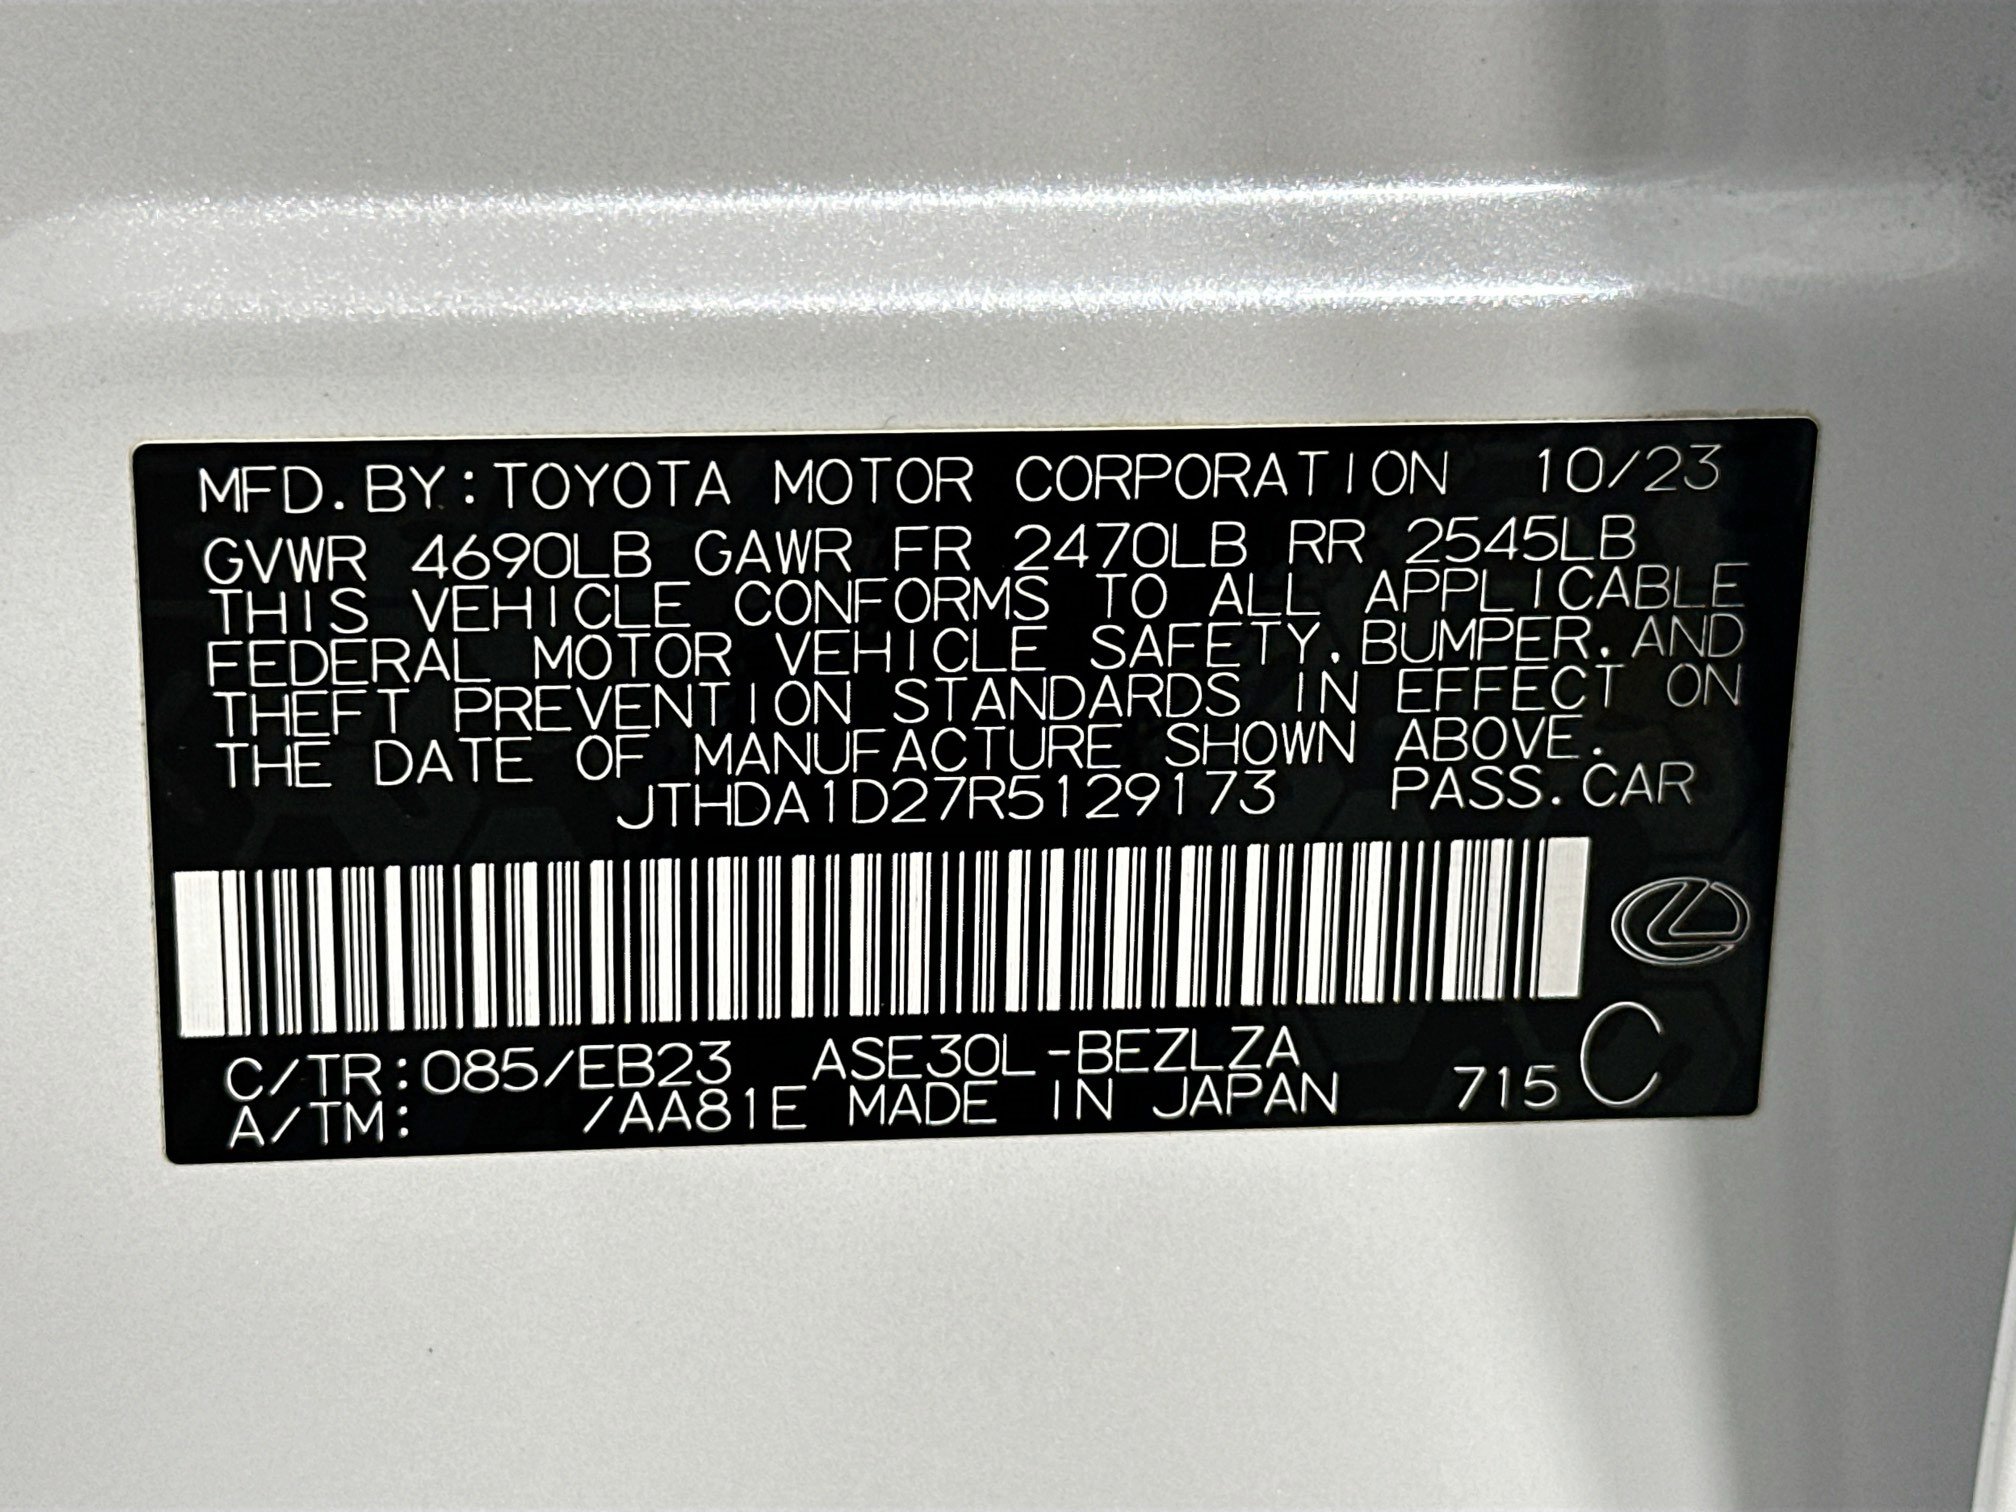 MFD. BY: TOYOTA MOTOR CORPORATION 10/23
GVWR 4690LB GAWR FR 2470LB RR 2545LB
THIS VEHICLE CONFORMS TO ALL APPLICABLE
FEDERAL MOTOR VEHICLE SAFETY. BUMPER. AND
THEFT PREVENTION STANDARDS IN EFFECT ON
THE DATE OF MANUFACTURE SHOWN ABOVE.
JTHDA1D27R5129173 PASS. CAR
C/TR: 085/EB23 ASE30L-BEZLZA
A/TM: /AA81E MADE IN JAPAN 715 C